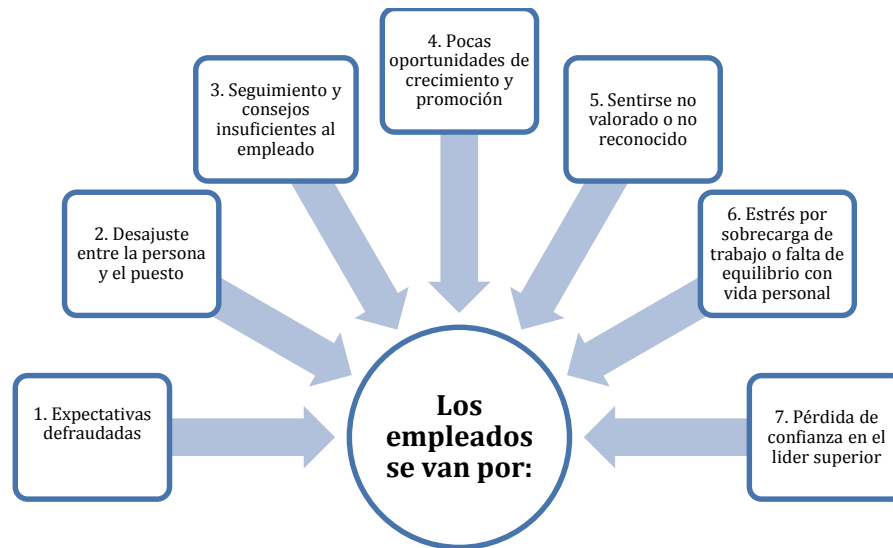 1. Expectativas
defraudadas
2. Desajuste
entre la persona
y el puesto
3. Seguimiento y
consejos
insuficientes al
empleado
4. Pocas
oportunidades de
crecimiento y
promoción
5. Sentirse no
valorado o no
reconocido
6. Estrés por
sobrecarga de
trabajo o falta de
equilibrio con
vida personal
7. Pérdida de
confianza en el
lider superior
Los
empleados
se van por: